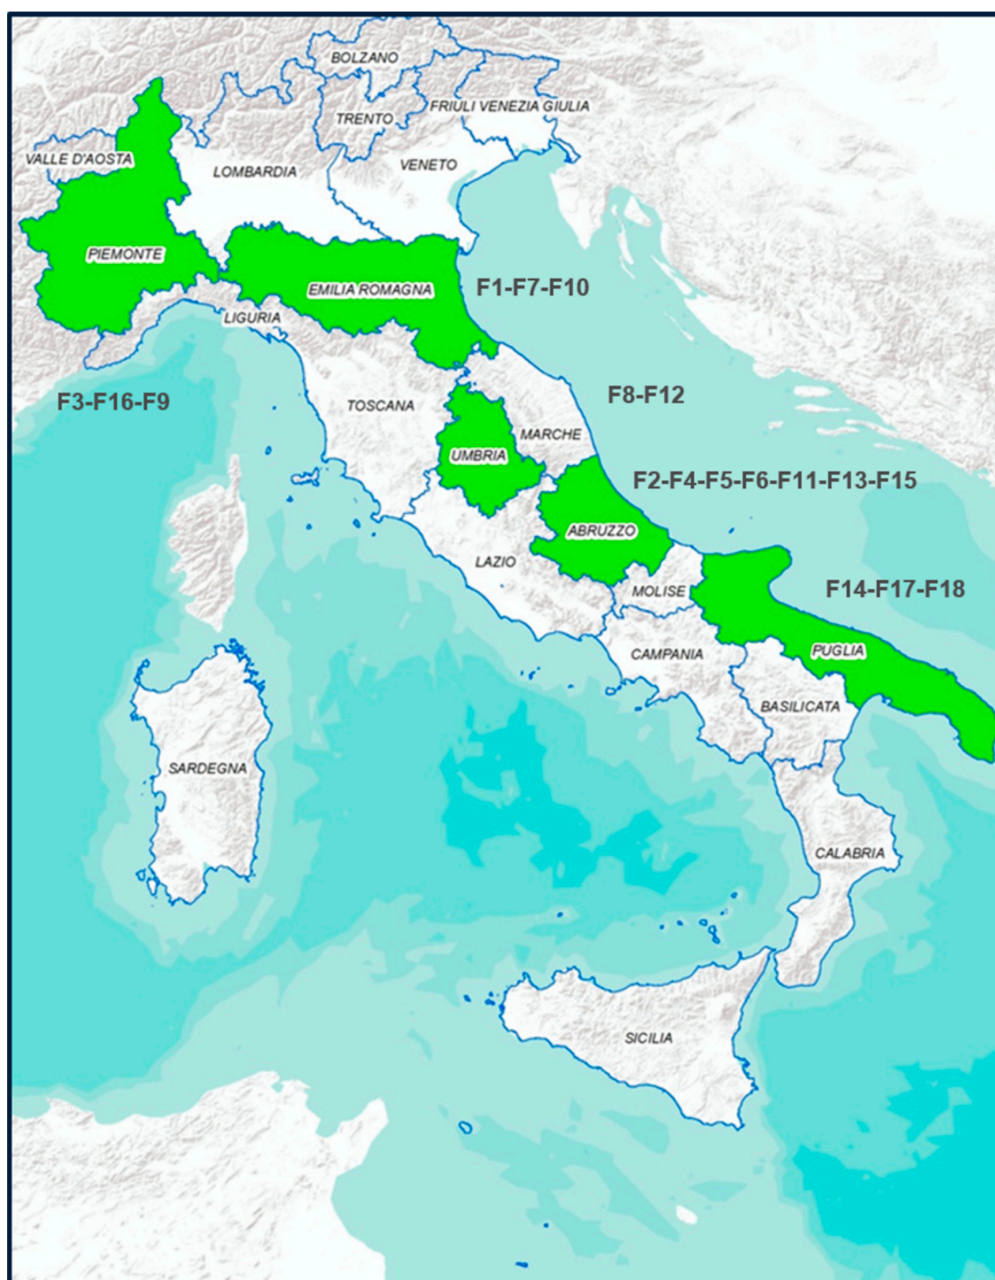 BOLZANO
FRIULI VENEZIA GIULIA
TRENTO
VALLE D'AOSTA
LOMBARDIA
VENETO
PIEMONTE
EMILIA ROMAGNA
F1-F7-F10
LIGURIA
F3-F16-F9
TOSCANA
F8-F12
MARCHE
UMBRIA
F2-F4-F5-F6-F11-F13-F15
ABRUZZO
LAZIO
MOLISE
F14-F17-F18
CAMPANIA
PUGLIA
BASILICATA
SARDEGNA
CALABRIA
SICILIA